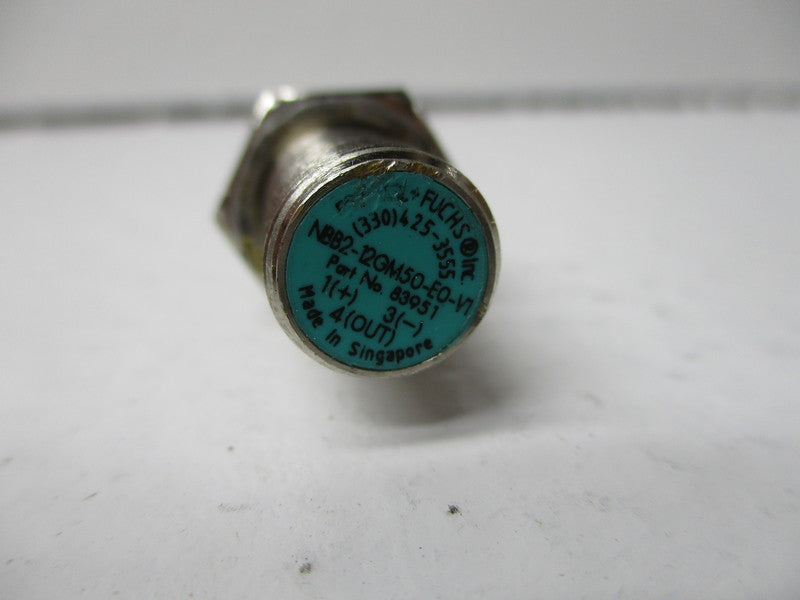 FUCHS® Inc.
(330)425-3555
NBB2-12GM50-E0-V1
Part No. 83951
1(+) 3(-)
4(OUT)
Made in Singapore